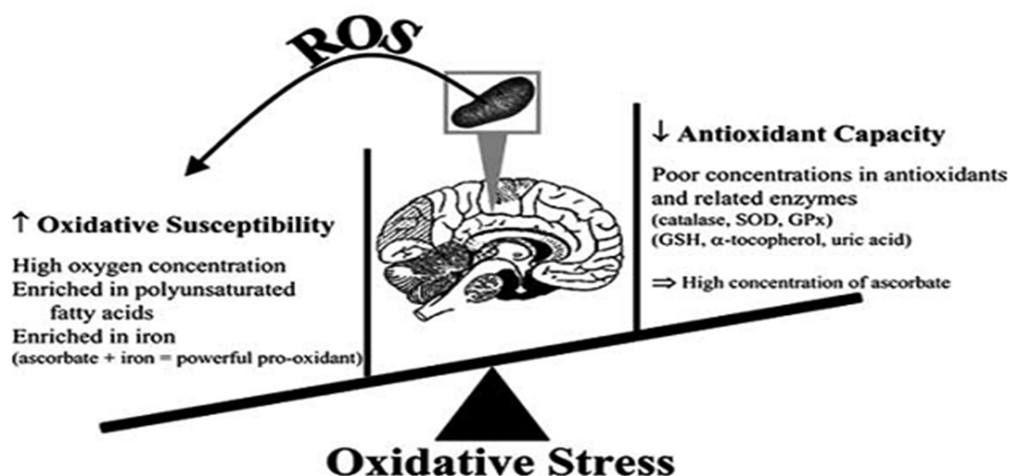 ROS
↑ Oxidative Susceptibility
High oxygen concentration
Enriched in polyunsaturated
fatty acids
Enriched in iron
(ascorbate + iron = powerful pro-oxidant)
↓ Antioxidant Capacity
Poor concentrations in antioxidants
and related enzymes
(catalase, SOD, GPx)
(GSH, α-tocopherol, uric acid)
⇒ High concentration of ascorbate
Oxidative Stress